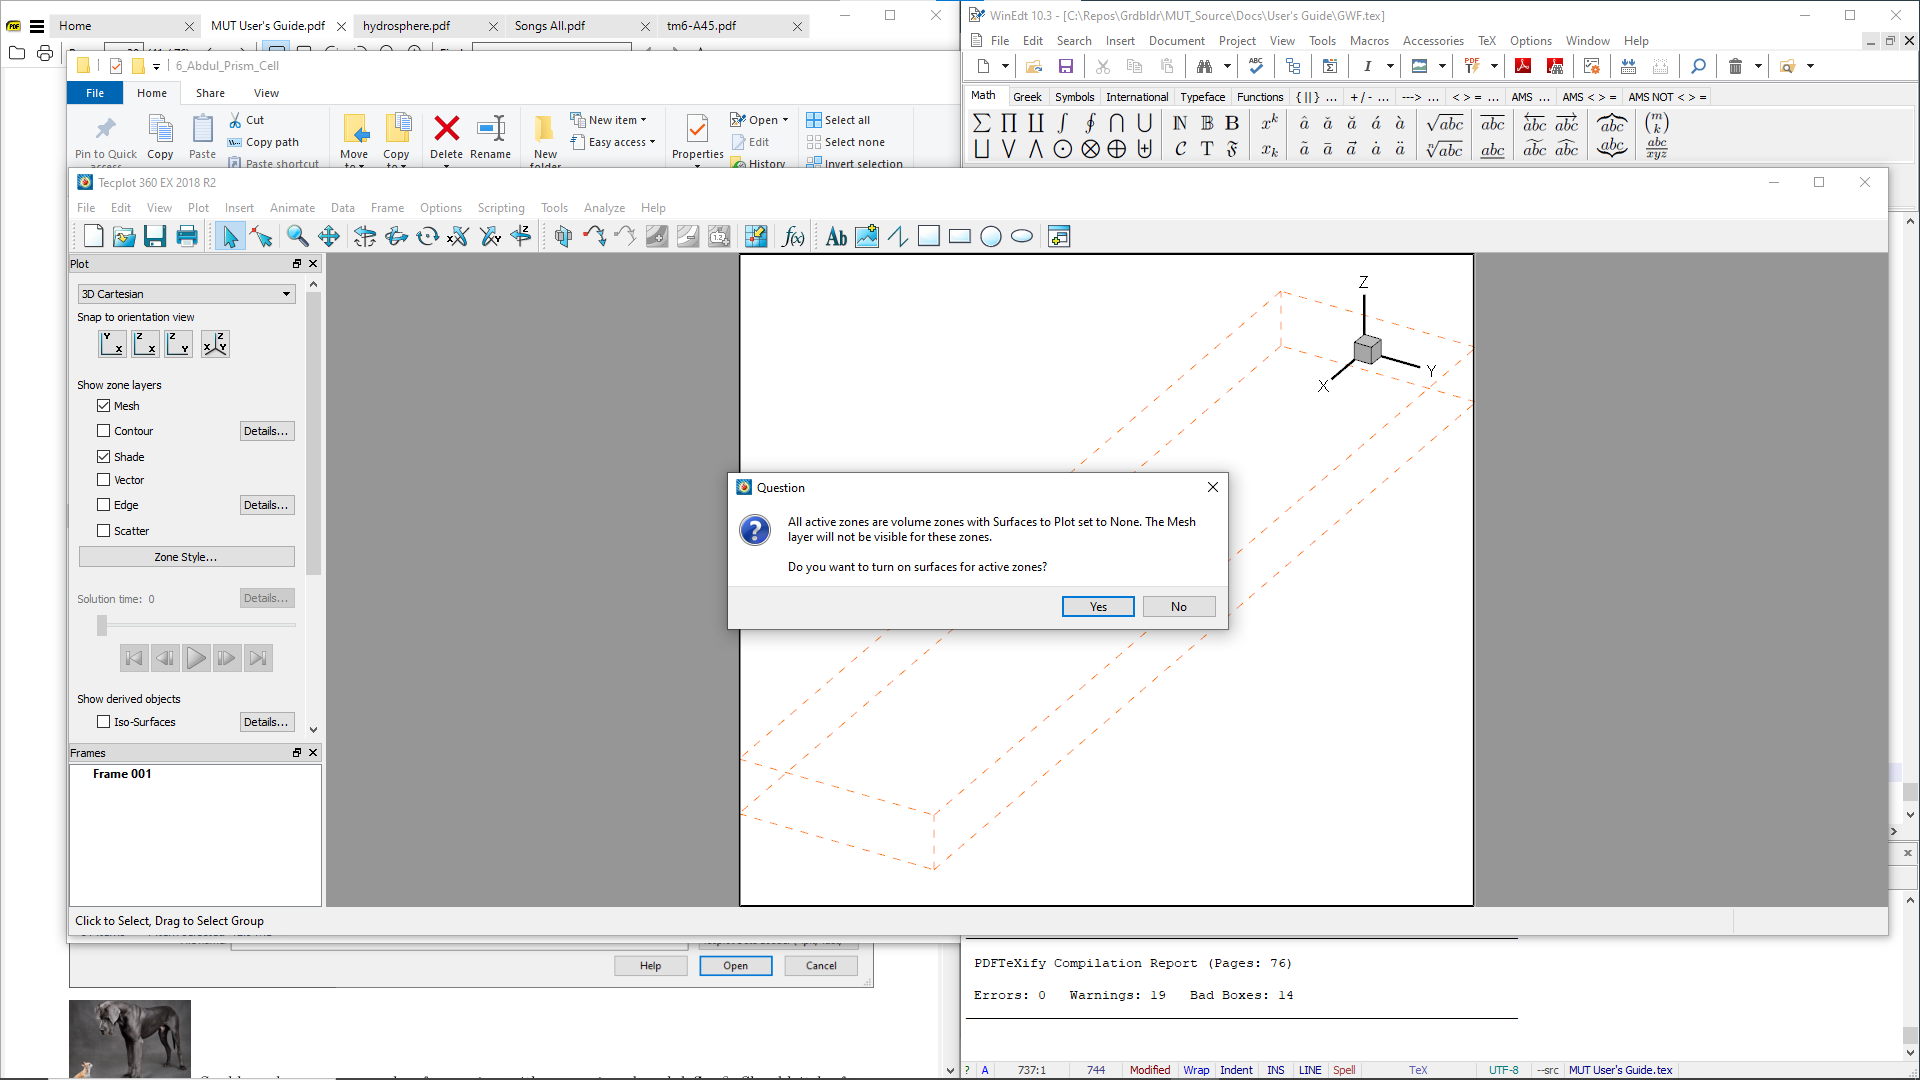 Home
MUT User's Guide.pdf
hydrosphere.pdf
Songs All.pdf
tm6-A45.pdf
6_Abdul_Prism_Cell
File
Home
Share
View
Pin to Quick
Copy
Paste
Cut
Copy path
Paste shortcut
Move
Copy
Delete
Rename
New
New item
Easy access
Properties
Open
Edit
History
Select all
Select none
Invert selection
WinEdt 10.3 - [C:\Repos\Grdbldr\MUT_Source\Docs\User's Guide\GWF.tex]
File Edit Search Insert Document Project View Tools Macros Accessories TeX Options Window Help
Math Greek Symbols International Typeface Functions { || } ... + / - ... ---> ... < > = ... AMS ... AMS < > = AMS NOT < > =
Tecplot 360 EX 2018 R2
File Edit View Plot Insert Animate Data Frame Options Scripting Tools Analyze Help
Plot
3D Cartesian
Snap to orientation view
Show zone layers
Mesh
Contour Details...
Shade
Vector
Edge Details...
Scatter
Zone Style...
Solution time: 0 Details...
Show derived objects
Iso-Surfaces Details...
Frames
Frame 001
Z
Y
X
Question
All active zones are volume zones with Surfaces to Plot set to None. The Mesh
layer will not be visible for these zones.
Do you want to turn on surfaces for active zones?
Yes
No
Click to Select, Drag to Select Group
Help
Open
Cancel
PDFTeXify Compilation Report (Pages: 76)
Errors: 0 Warnings: 19 Bad Boxes: 14
? A 737:1 744 Modified Wrap Indent INS LINE Spell TeX UTF-8 --src MUT User's Guide.tex